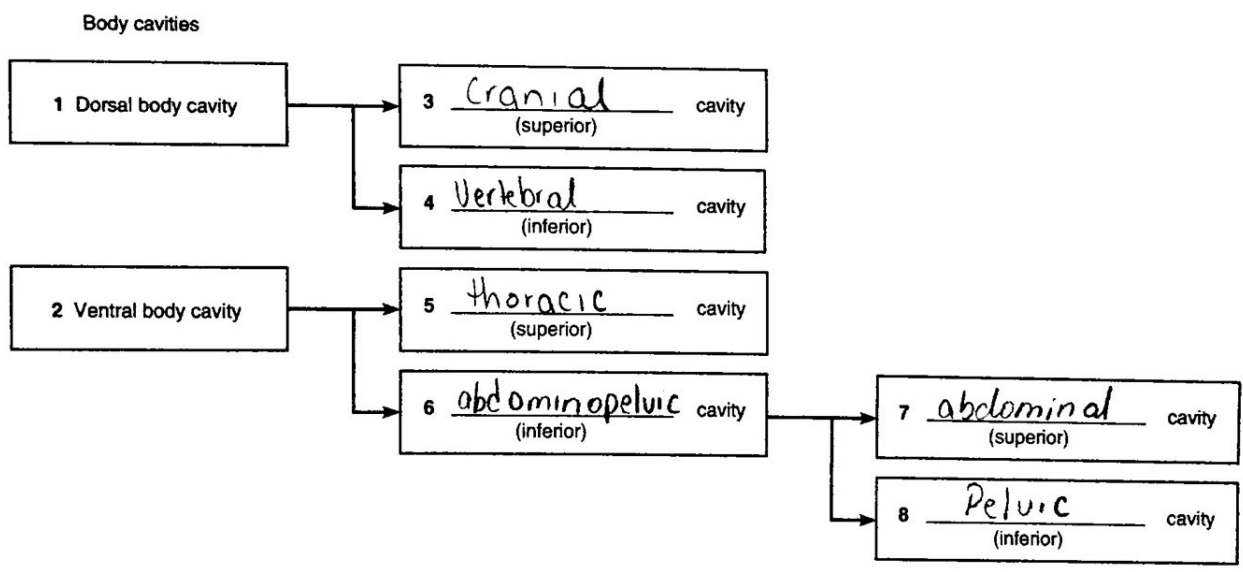 Body cavities
1 Dorsal body cavity
3 Cranial cavity
(superior)
4 Vertebral cavity
(inferior)
2 Ventral body cavity
5 thoracic cavity
(superior)
6 abdominopelvic cavity
(inferior)
7 abdominal cavity
(superior)
8 Pelvic cavity
(inferior)